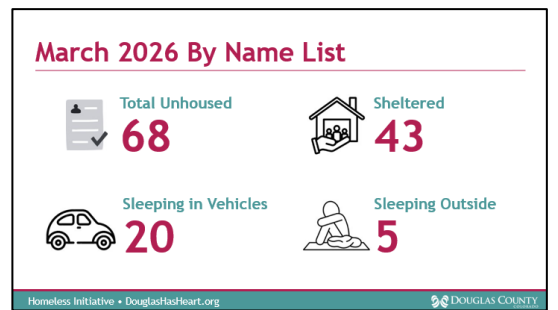 March 2026 By Name List
Total Unhoused
68
Sheltered
43
Sleeping in Vehicles
20
Sleeping Outside
5
Homeless Initiative • DouglasHasHeart.org
DOUGLAS COUNTY
COLORADO